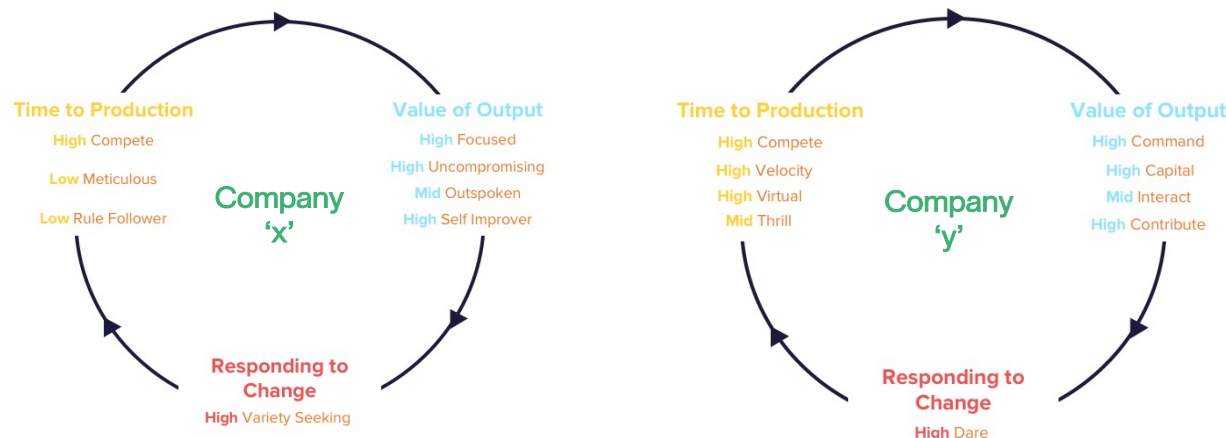 Time to Production
High Compete
Low Meticulous
Low Rule Follower
Value of Output
High Focused
High Uncompromising
Mid Outspoken
High Self Improver
Company
‘x’
Responding to
Change
High Variety Seeking
Time to Production
High Compete
High Velocity
High Virtual
Mid Thrill
Value of Output
High Command
High Capital
Mid Interact
High Contribute
Company
‘y’
Responding to
Change
High Dare